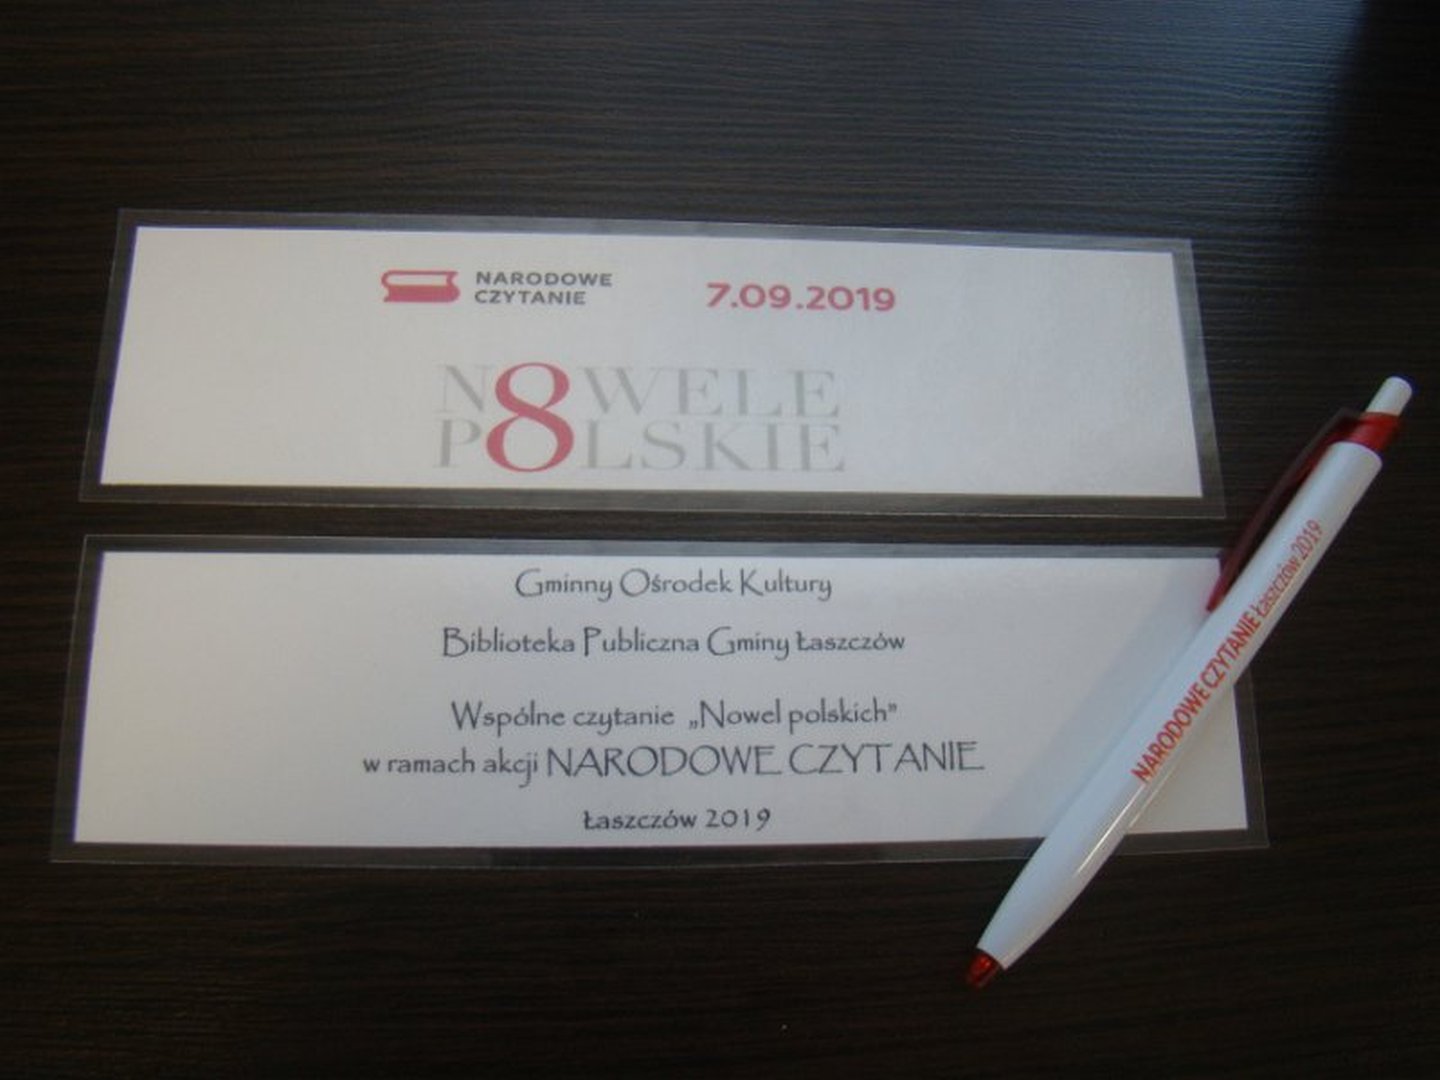 NARODOWE
CZYTANIE
7.09.2019
N8WELE
P8LSKIE
Gminny Ośrodek Kultury
Biblioteka Publiczna Gminy Łaszczów
Wspólne czytanie „Nowel polskich”
w ramach akcji NARODOWE CZYTANIE
Łaszczów 2019
NARODOWE CZYTANIE Łaszczów 2019